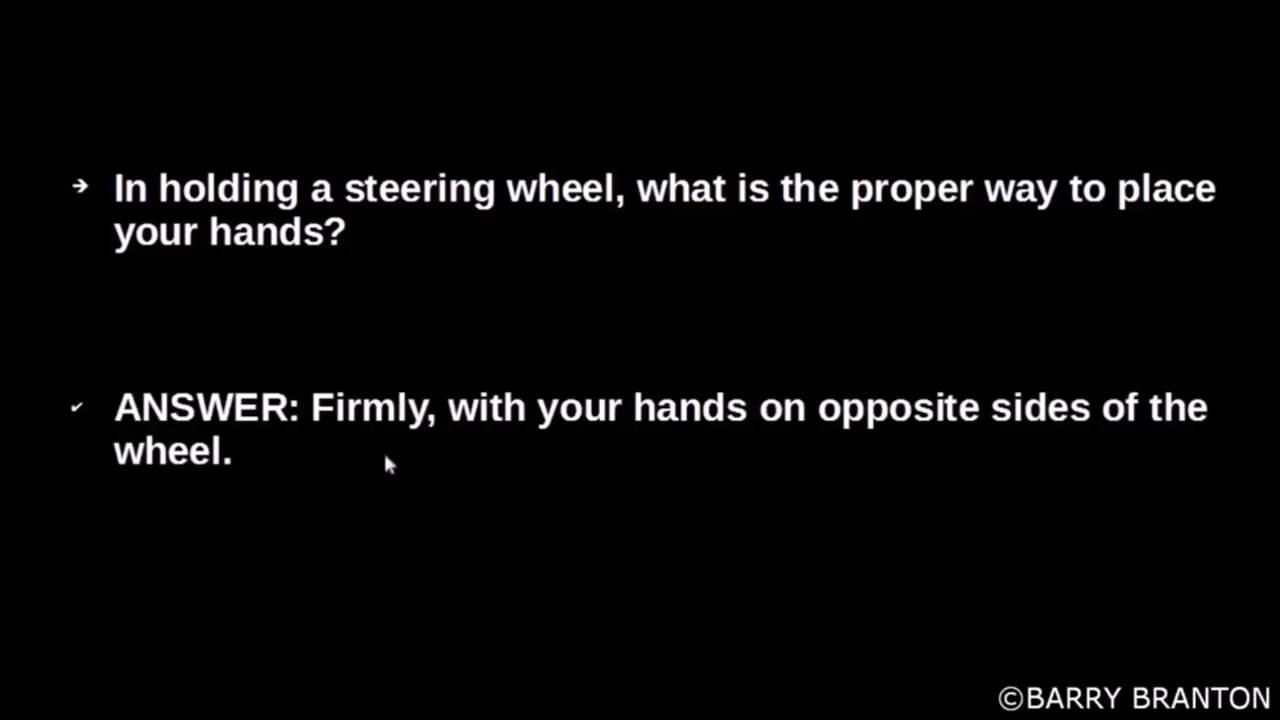 In holding a steering wheel, what is the proper way to place
your hands?
ANSWER: Firmly, with your hands on opposite sides of the
wheel.
©BARRY BRANTON